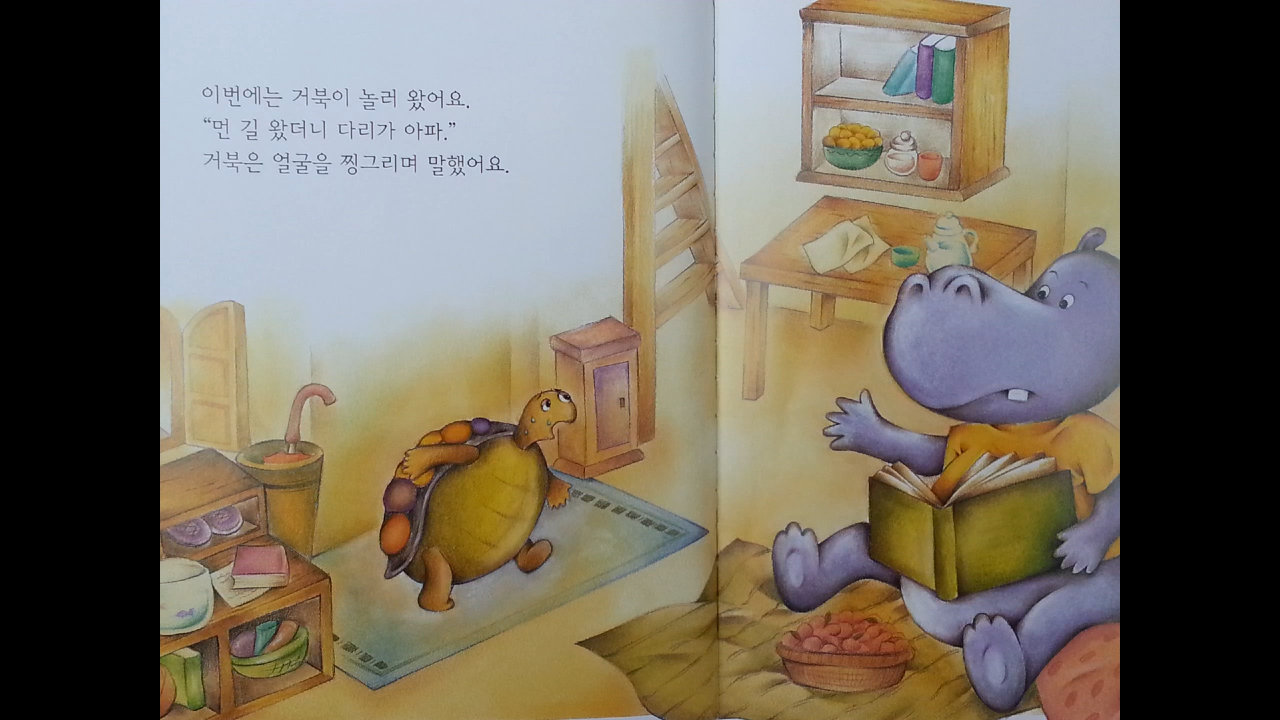 이번에는 거북이 놀러 왔어요.
“먼 길 왔더니 다리가 아파.”
거북은 얼굴을 찡그리며 말했어요.